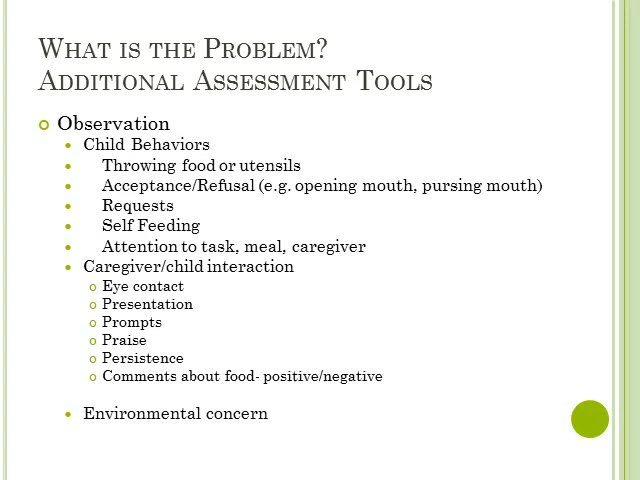 What is the Problem?
Additional Assessment Tools
Observation
Child Behaviors
Throwing food or utensils
Acceptance/Refusal (e.g. opening mouth, pursing mouth)
Requests
Self Feeding
Attention to task, meal, caregiver
Caregiver/child interaction
Eye contact
Presentation
Prompts
Praise
Persistence
Comments about food- positive/negative
Environmental concern